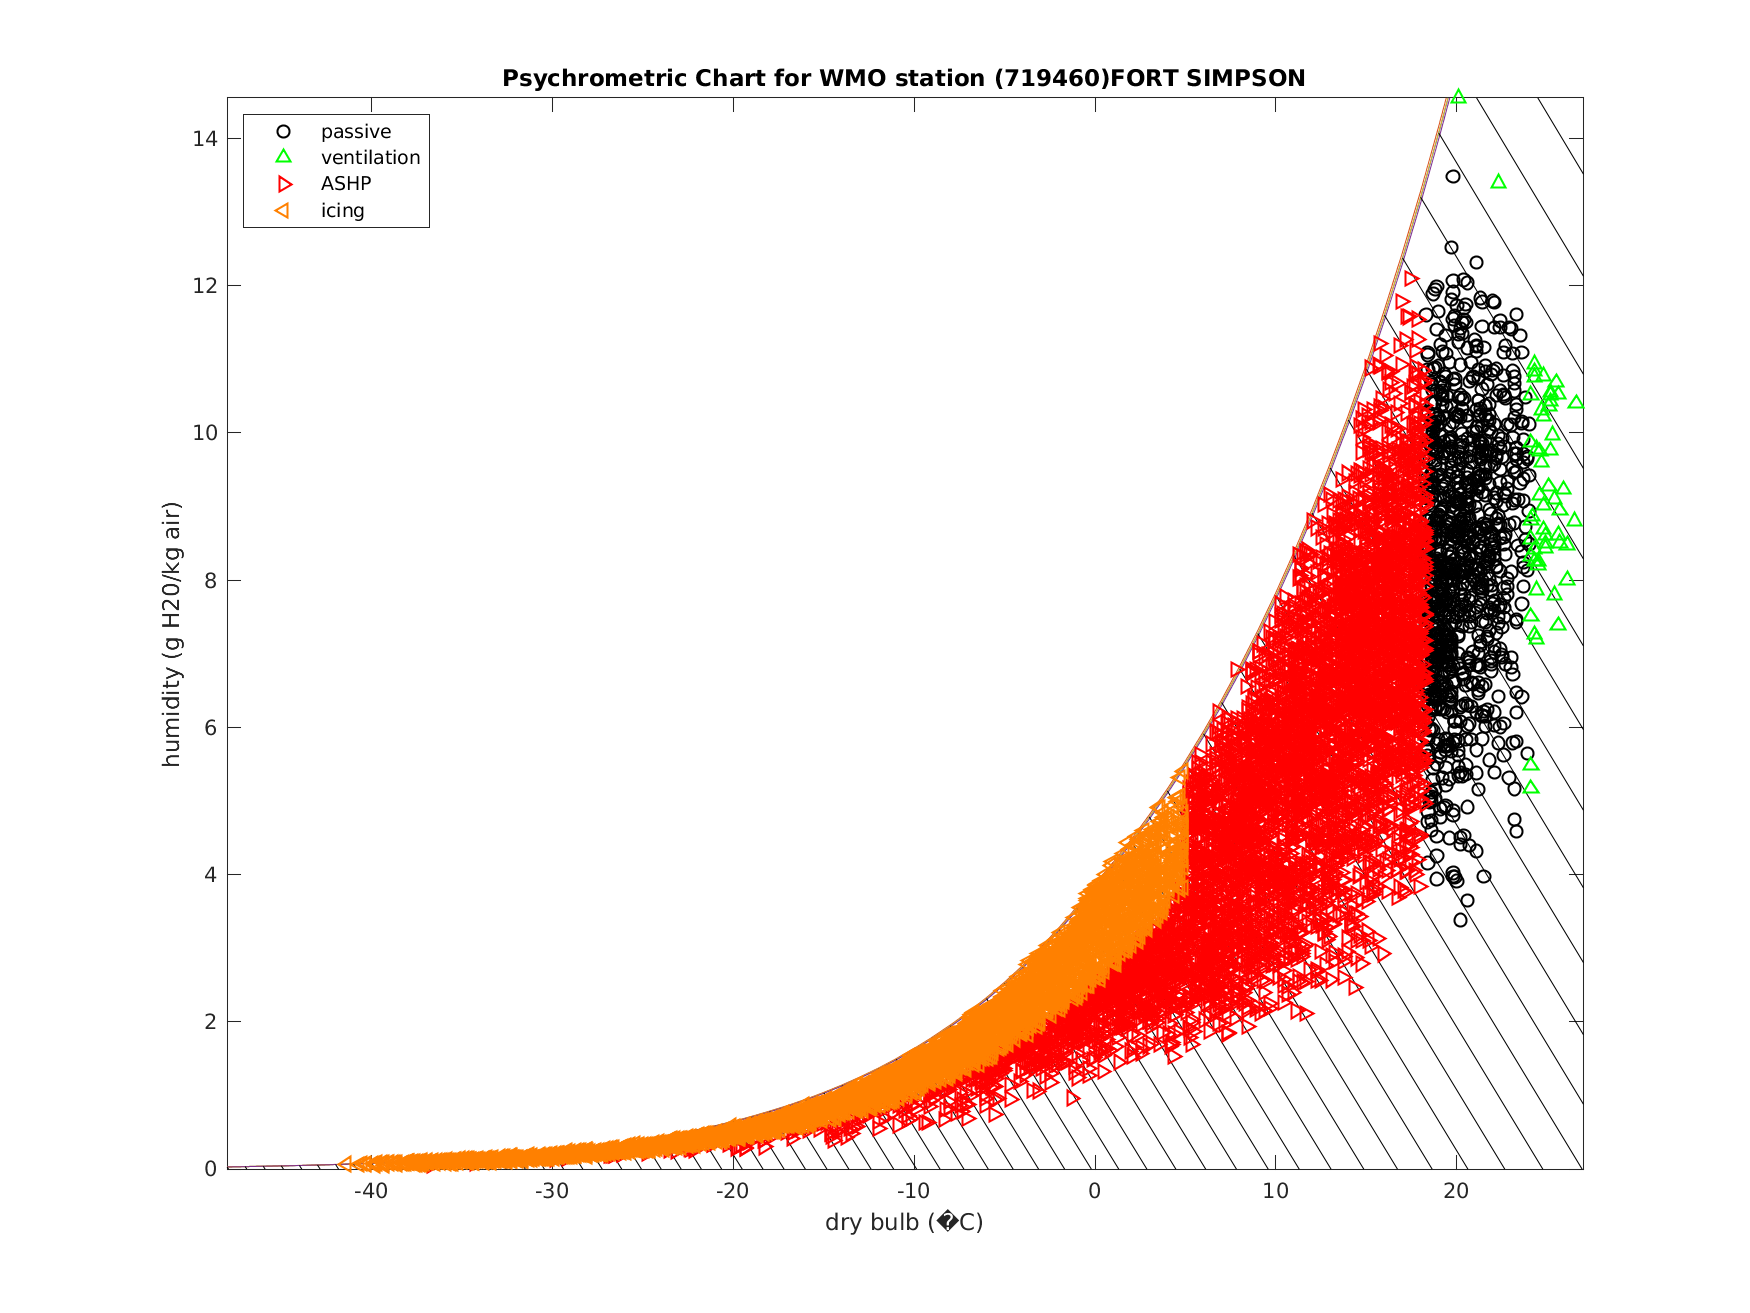 Psychrometric Chart for WMO station (719460)FORT SIMPSON
passive
ventilation
ASHP
icing
14
12
10
8
6
4
2
0
humidity (g H20/kg air)
-40 -30 -20 -10 0 10 20
dry bulb (�C)